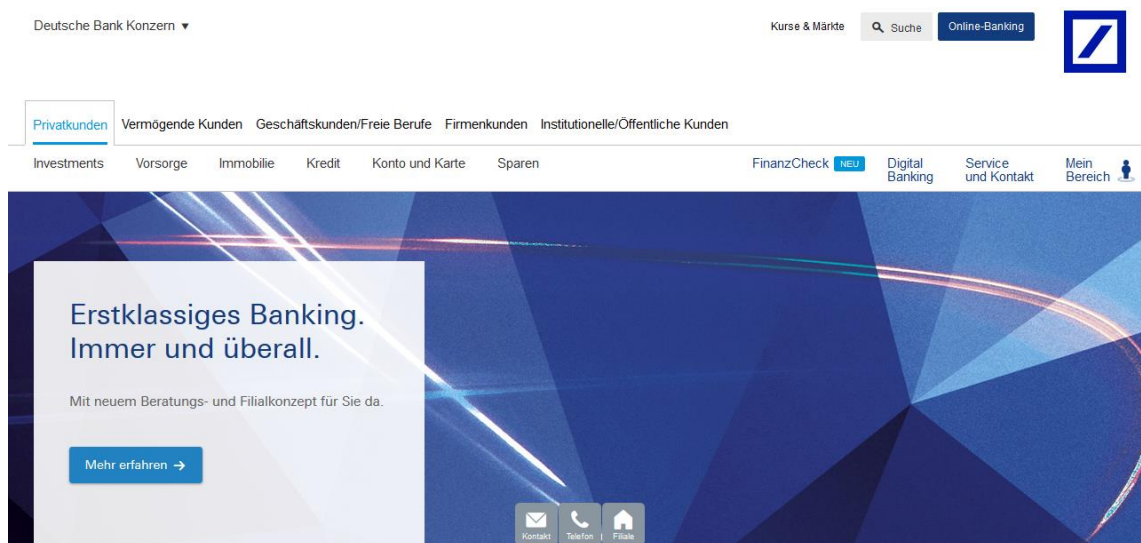 Deutsche Bank Konzern ▼
Kurse & Märkte
Suche
Online-Banking
Privatkunden Vermögende Kunden Geschäftskunden/Freie Berufe Firmenkunden Institutionelle/Öffentliche Kunden
Investments Vorsorge Immobilie Kredit Konto und Karte Sparen
FinanzCheck NEU
Digital
Banking
Service
und Kontakt
Mein
Bereich
Erstklassiges Banking.
Immer und überall.
Mit neuem Beratungs- und Filialkonzept für Sie da.
Mehr erfahren →
Kontakt Telefon Filiale